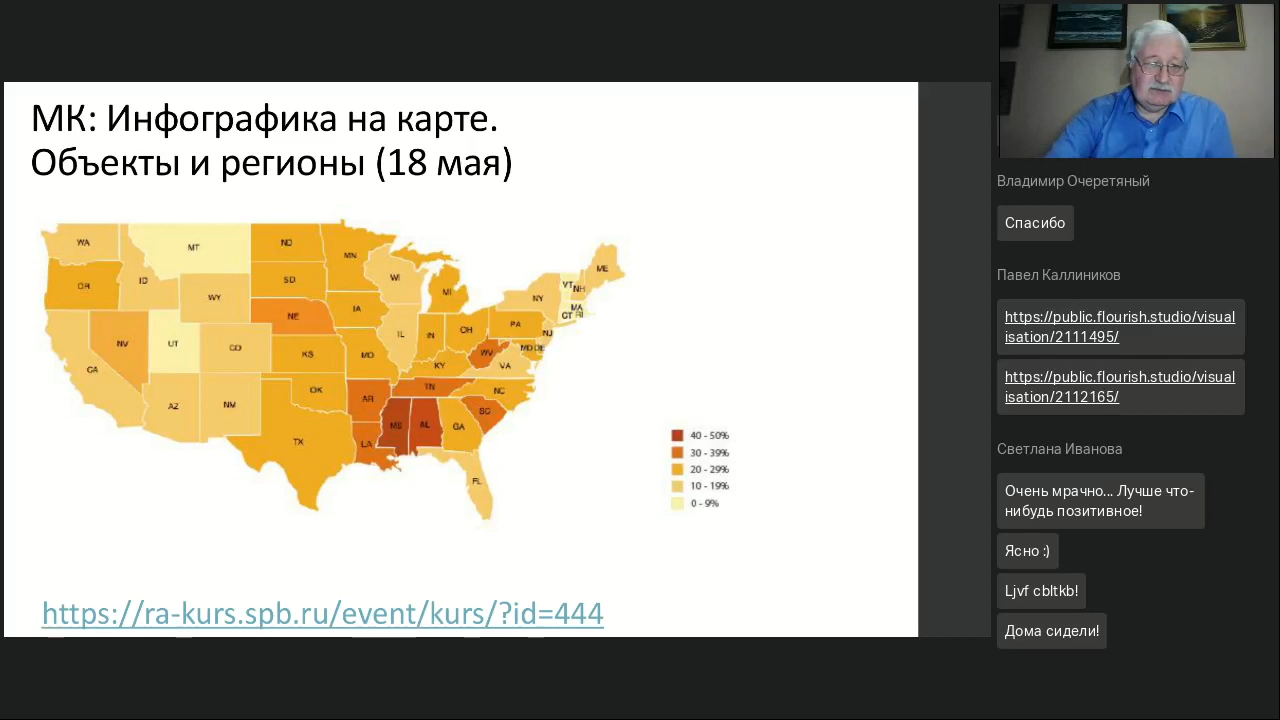 МК: Инфографика на карте.
Объекты и регионы (18 мая)
WA
MT
ND
MN
ME
OR
ID
SD
WI
VT
NH
WY
MI
NY
MA
CT RI
NE
IA
PA
NJ
NV
UT
CO
IL
IN
OH
MD DE
CA
KS
MO
WV
VA
KY
AZ
NM
OK
AR
TN
NC
TX
LA
MS
AL
GA
SC
FL
40 - 50%
30 - 39%
20 - 29%
10 - 19%
0 - 9%
https://ra-kurs.spb.ru/event/kurs/?id=444
Владимир Очеретяный
Спасибо
Павел Каллиников
https://public.flourish.studio/visual
isation/2111495/
https://public.flourish.studio/visual
isation/2112165/
Светлана Иванова
Очень мрачно... Лучше что-
нибудь позитивное!
Ясно :)
Ljvf cbltkb!
Дома сидели!